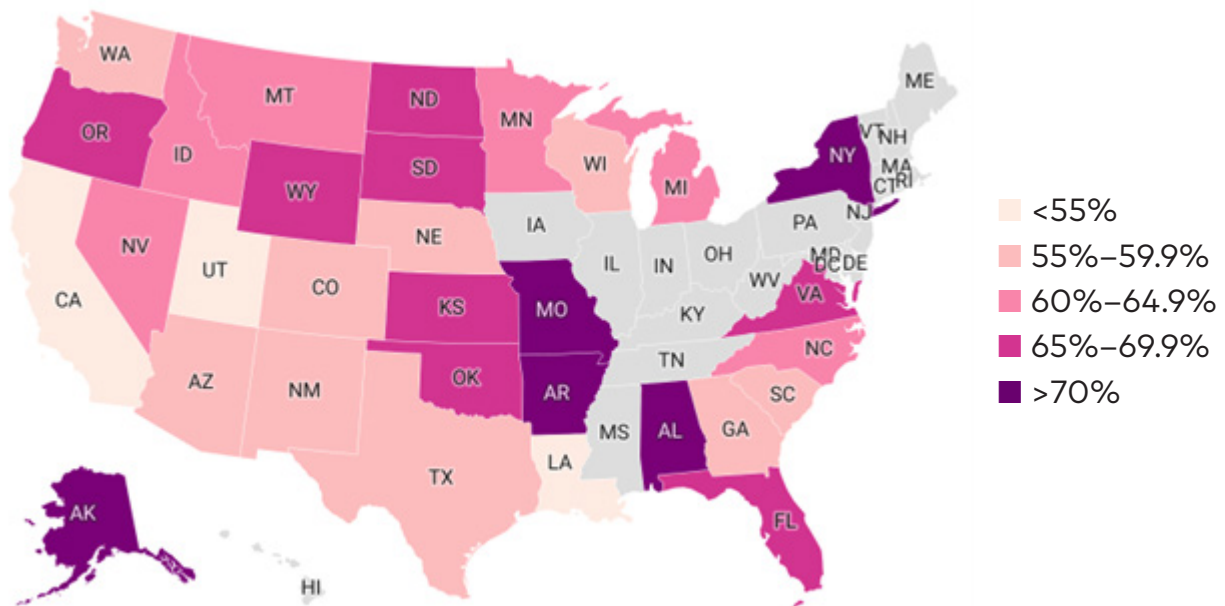 WA
MT
ND
MN
ME
OR
ID
WY
SD
WI
MI
NY
VT
NH
MA
CT
RI
NV
UT
CO
NE
IA
IL
IN
OH
PA
NJ
MD
DC
DE
CA
KS
MO
KY
WV
VA
AZ
NM
OK
AR
TN
NC
TX
LA
MS
AL
GA
SC
FL
AK
HI
<55%
55%–59.9%
60%–64.9%
65%–69.9%
>70%